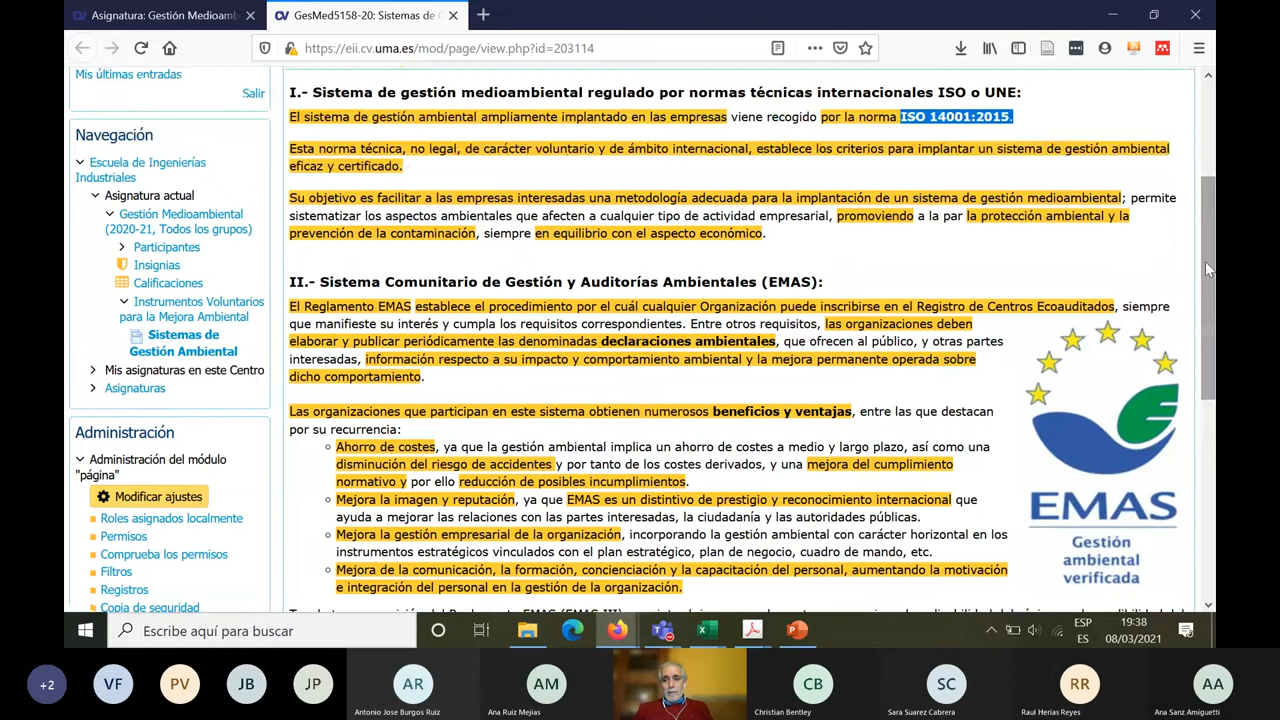 Asignatura: Gestión Medioamb
GesMed5158-20: Sistemas de G
https://eii.cv.uma.es/mod/page/view.php?id=203114
Mis últimas entradas
Salir
Navegación
Escuela de Ingenierías
Industriales
Asignatura actual
Gestión Medioambiental
(2020-21, Todos los grupos)
Participantes
Insignias
Calificaciones
Instrumentos Voluntarios
para la Mejora Ambiental
Sistemas de
Gestión Ambiental
Mis asignaturas en este Centro
Asignaturas
Administración
Administración del módulo
"página"
Modificar ajustes
Roles asignados localmente
Permisos
Comprueba los permisos
Filtros
Registros
Copia de seguridad
I.- Sistema de gestión medioambiental regulado por normas técnicas internacionales ISO o UNE:
El sistema de gestión ambiental ampliamente implantado en las empresas viene recogido por la norma ISO 14001:2015.
Esta norma técnica, no legal, de carácter voluntario y de ámbito internacional, establece los criterios para implantar un sistema de gestión ambiental
eficaz y certificado.
Su objetivo es facilitar a las empresas interesadas una metodología adecuada para la implantación de un sistema de gestión medioambiental; permite
sistematizar los aspectos ambientales que afecten a cualquier tipo de actividad empresarial, promoviendo a la par la protección ambiental y la
prevención de la contaminación, siempre en equilibrio con el aspecto económico.
II.- Sistema Comunitario de Gestión y Auditorías Ambientales (EMAS):
El Reglamento EMAS establece el procedimiento por el cuál cualquier Organización puede inscribirse en el Registro de Centros Ecoauditados, siempre
que manifieste su interés y cumpla los requisitos correspondientes. Entre otros requisitos, las organizaciones deben
elaborar y publicar periódicamente las denominadas declaraciones ambientales, que ofrecen al público, y otras partes
interesadas, información respecto a su impacto y comportamiento ambiental y la mejora permanente operada sobre
dicho comportamiento.
Las organizaciones que participan en este sistema obtienen numerosos beneficios y ventajas, entre las que destacan
por su recurrencia:
Ahorro de costes, ya que la gestión ambiental implica un ahorro de costes a medio y largo plazo, así como una
disminución del riesgo de accidentes y por tanto de los costes derivados, y una mejora del cumplimiento
normativo y por ello reducción de posibles incumplimientos.
Mejora la imagen y reputación, ya que EMAS es un distintivo de prestigio y reconocimiento internacional que
ayuda a mejorar las relaciones con las partes interesadas, la ciudadanía y las autoridades públicas.
Mejora la gestión empresarial de la organización, incorporando la gestión ambiental con carácter horizontal en los
instrumentos estratégicos vinculados con el plan estratégico, plan de negocio, cuadro de mando, etc.
Mejora de la comunicación, la formación, concienciación y la capacitación del personal, aumentando la motivación
e integración del personal en la gestión de la organización.
EMAS
Gestión
ambiental
verificada
Escribe aquí para buscar
ESP
ES
19:38
08/03/2021
+2
VF
PV
JB
JP
AR
Antonio Jose Burgos Ruiz
AM
Ana Ruiz Mejias
CB
Christian Bentley
SC
Sara Suarez Cabrera
RR
Raul Herias Reyes
AA
Ana Sanz Amiguetti